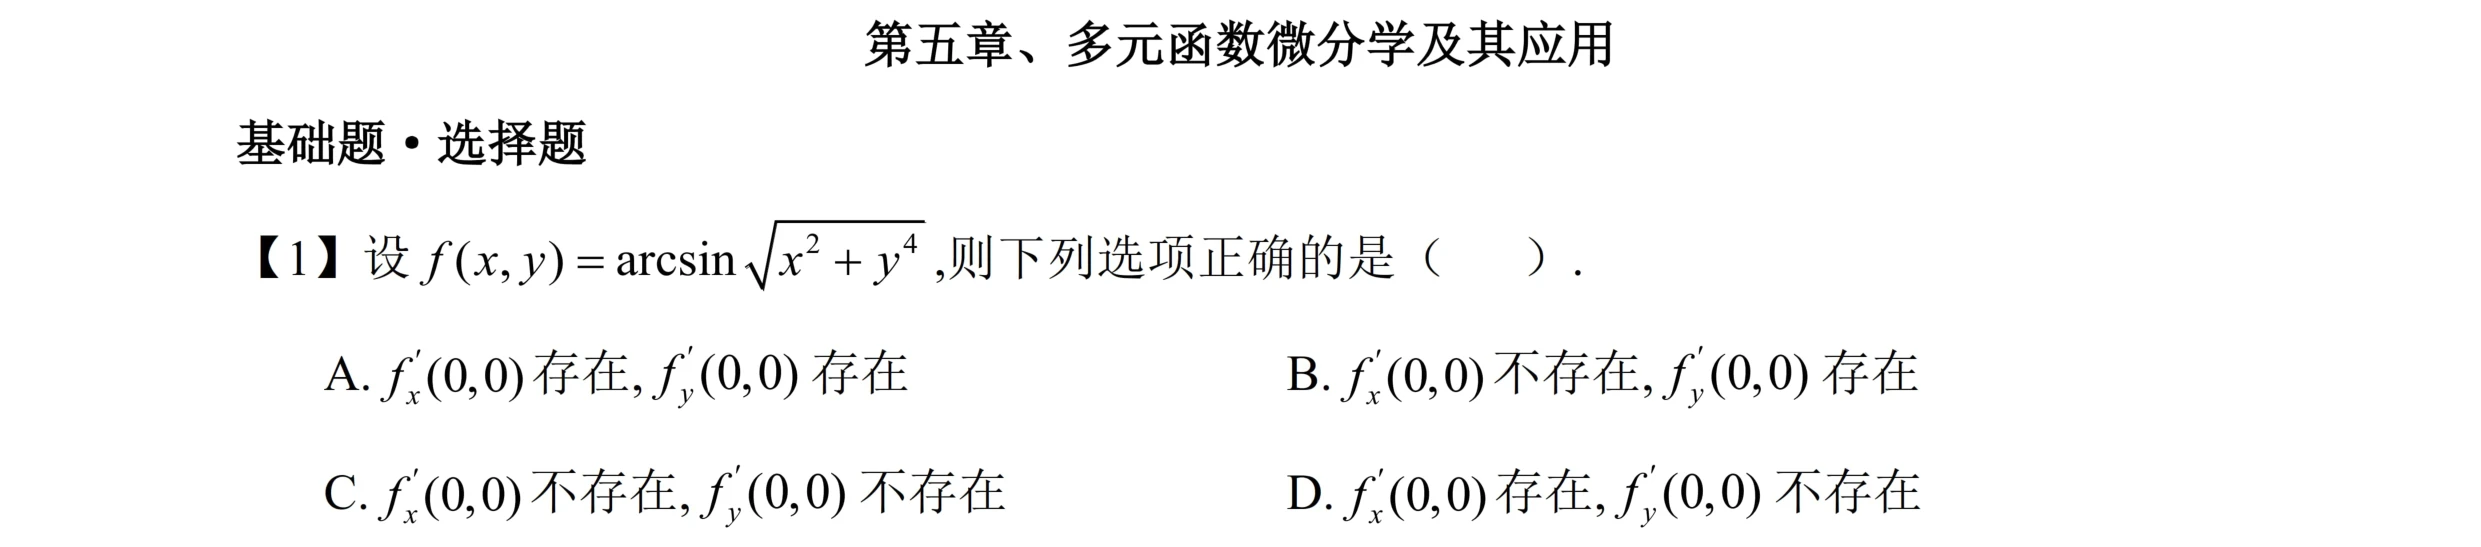 第五章、多元函数微分学及其应用
基础题·选择题
【1】设 $f(x,y)=\arcsin\sqrt{x^2+y^4}$ ,则下列选项正确的是（　　）.
A. $f_x'(0,0)$ 存在, $f_y'(0,0)$ 存在　　B. $f_x'(0,0)$ 不存在, $f_y'(0,0)$ 存在
C. $f_x'(0,0)$ 不存在, $f_y'(0,0)$ 不存在　　D. $f_x'(0,0)$ 存在, $f_y'(0,0)$ 不存在